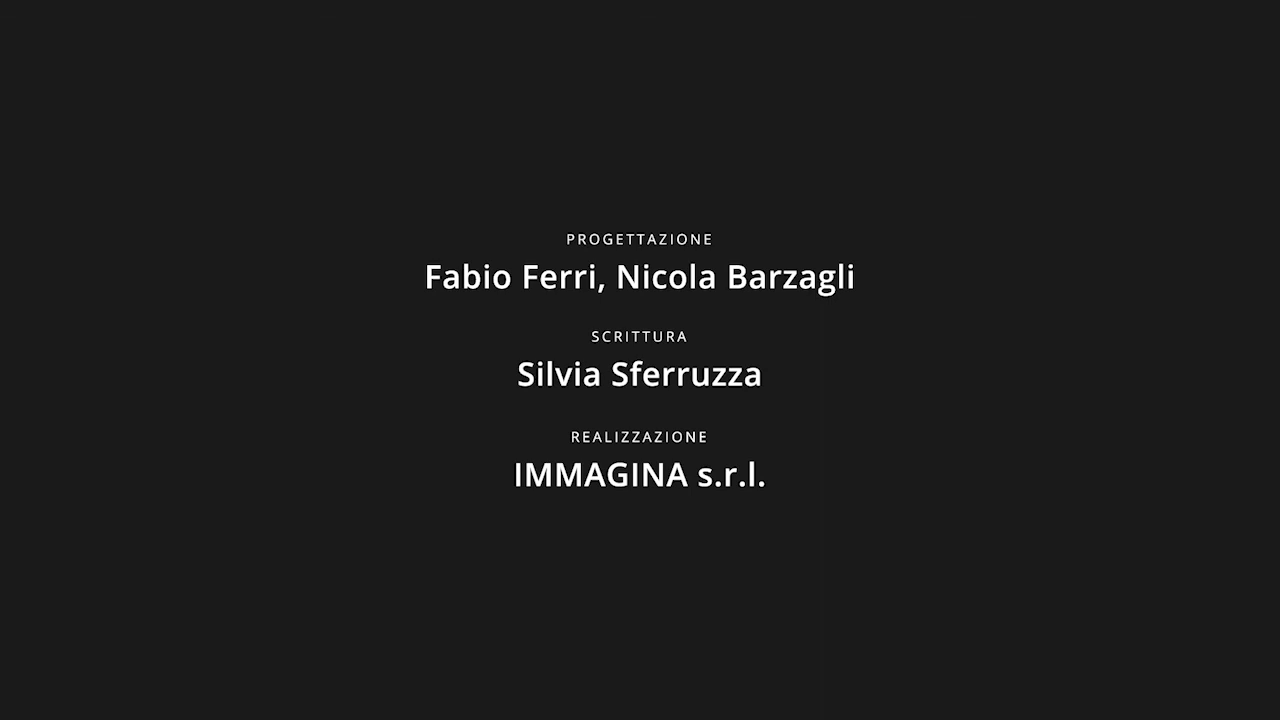 PROGETTAZIONE
Fabio Ferri, Nicola Barzagli
SCRITTURA
Silvia Sferruzza
REALIZZAZIONE
IMMAGINA s.r.l.